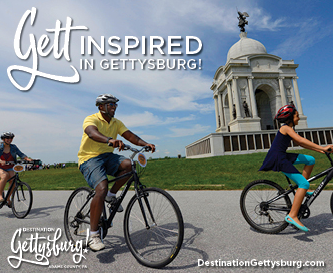 Gett INSPIRED
IN GETTYSBURG!
DESTINATION
Gettysburg!
ADAMS COUNTY, PA
DestinationGettysburg.com